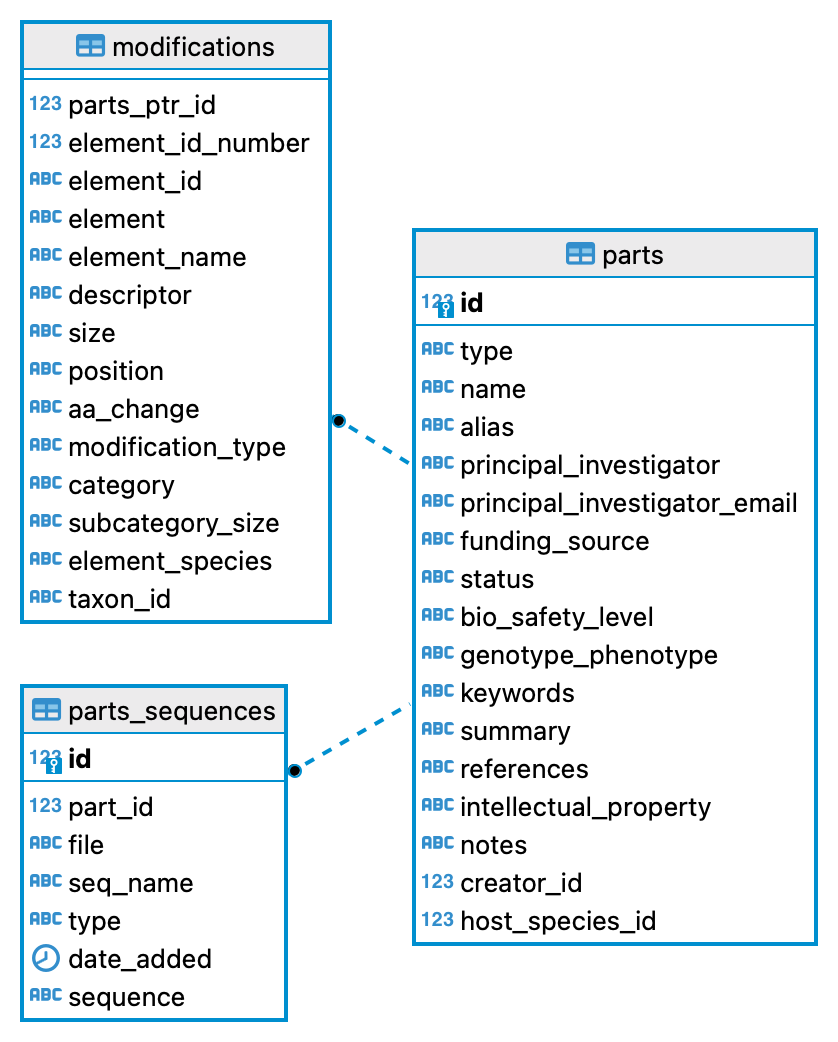 modifications
123 parts_ptr_id
123 element_id_number
ABC element_id
ABC element
ABC element_name
ABC descriptor
ABC size
ABC position
ABC aa_change
ABC modification_type
ABC category
ABC subcategory_size
ABC element_species
ABC taxon_id
parts
123 id
ABC type
ABC name
ABC alias
ABC principal_investigator
ABC principal_investigator_email
ABC funding_source
ABC status
ABC bio_safety_level
ABC genotype_phenotype
ABC keywords
ABC summary
ABC references
ABC intellectual_property
ABC notes
123 creator_id
123 host_species_id
parts_sequences
123 id
123 part_id
ABC file
ABC seq_name
ABC type
date_added
ABC sequence